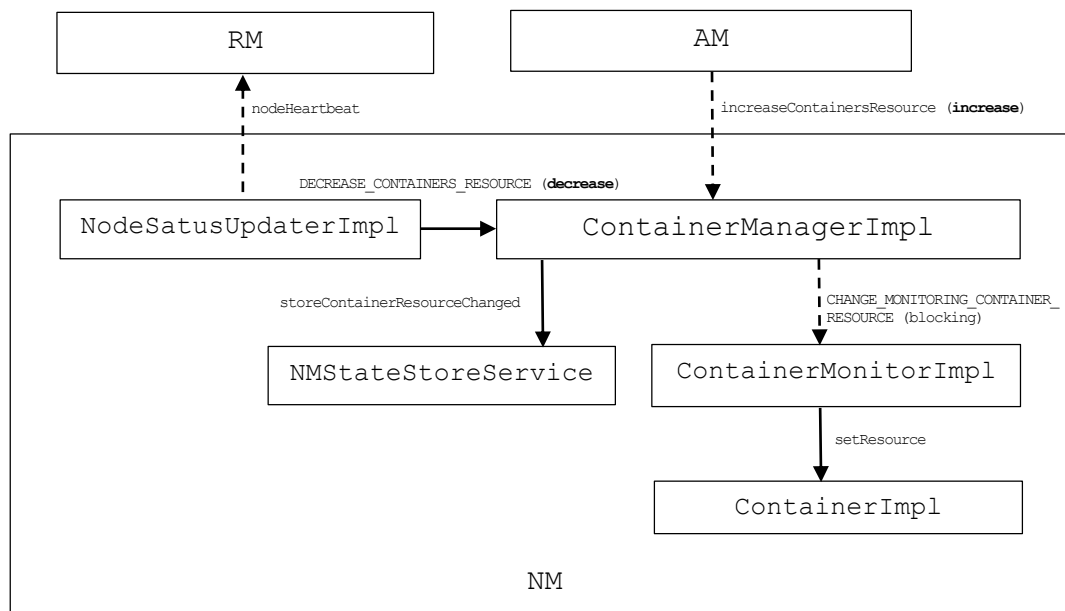 RM
AM
nodeHeartbeat
increaseContainersResource (increase)
DECREASE_CONTAINERS_RESOURCE (decrease)
NodeSatusUpdaterImpl
ContainerManagerImpl
storeContainerResourceChanged
CHANGE_MONITORING_CONTAINER_
RESOURCE (blocking)
NMStateStoreService
ContainerMonitorImpl
setResource
ContainerImpl
NM